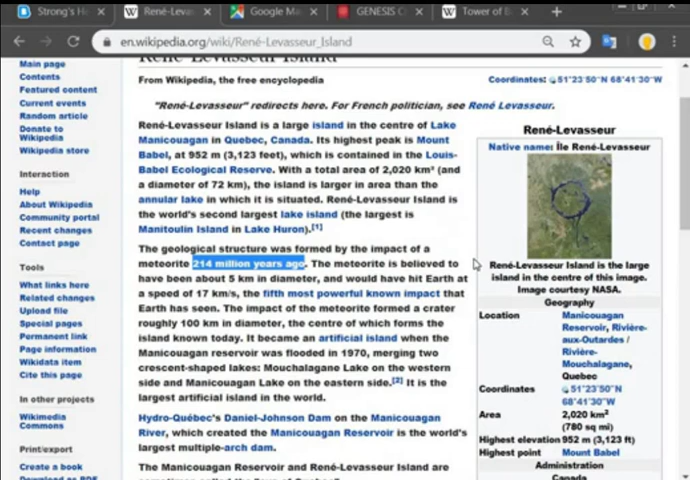 Strong's He
René-Levas
Google Ma
GENESIS
Tower of B
en.wikipedia.org/wiki/René-Levasseur_Island
Main page
Contents
Featured content
Current events
Random article
Donate to
Wikipedia
Wikipedia store
Interaction
Help
About Wikipedia
Community portal
Recent changes
Contact page
Tools
What links here
Related changes
Upload file
Special pages
Permanent link
Page information
Wikidata item
Cite this page
In other projects
Wikimedia
Commons
Print/export
Create a book
Download as PDF
René-Levasseur Island
From Wikipedia, the free encyclopedia
Coordinates: 51°23′50″N 68°41′30″W
"René-Levasseur" redirects here. For French politician, see René Levasseur.
René-Levasseur Island is a large island in the centre of Lake
Manicouagan in Quebec, Canada. Its highest peak is Mount
Babel, at 952 m (3,123 feet), which is contained in the Louis-
Babel Ecological Reserve. With a total area of 2,020 km² (and
a diameter of 72 km), the island is larger in area than the
annular lake in which it is situated. René-Levasseur Island is
the world's second largest lake island (the largest is
Manitoulin Island in Lake Huron).[1]
The geological structure was formed by the impact of a
meteorite 214 million years ago. The meteorite is believed to
have been about 5 km in diameter, and would have hit Earth at
a speed of 17 km/s, the fifth most powerful known impact that
Earth has seen. The impact of the meteorite formed a crater
roughly 100 km in diameter, the centre of which forms the
island known today. It became an artificial island when the
Manicouagan reservoir was flooded in 1970, merging two
crescent-shaped lakes: Mouchalagane Lake on the western
side and Manicouagan Lake on the eastern side.[2] It is the
largest artificial island in the world.
Hydro-Québec's Daniel-Johnson Dam on the Manicouagan
River, which created the Manicouagan Reservoir is the world's
largest multiple-arch dam.
The Manicouagan Reservoir and René-Levasseur Island are
sometimes called the "eye of Quebec".
René-Levasseur
Native name: Île René-Levasseur
René-Levasseur Island is the large
island in the centre of this image.
Image courtesy NASA.
Geography
Location Manicouagan
Reservoir, Rivière-
aux-Outardes /
Rivière-
Mouchalagane,
Quebec
Coordinates 51°23′50″N
68°41′30″W
Area 2,020 km²
(780 sq mi)
Highest elevation 952 m (3,123 ft)
Highest point Mount Babel
Administration
Canada